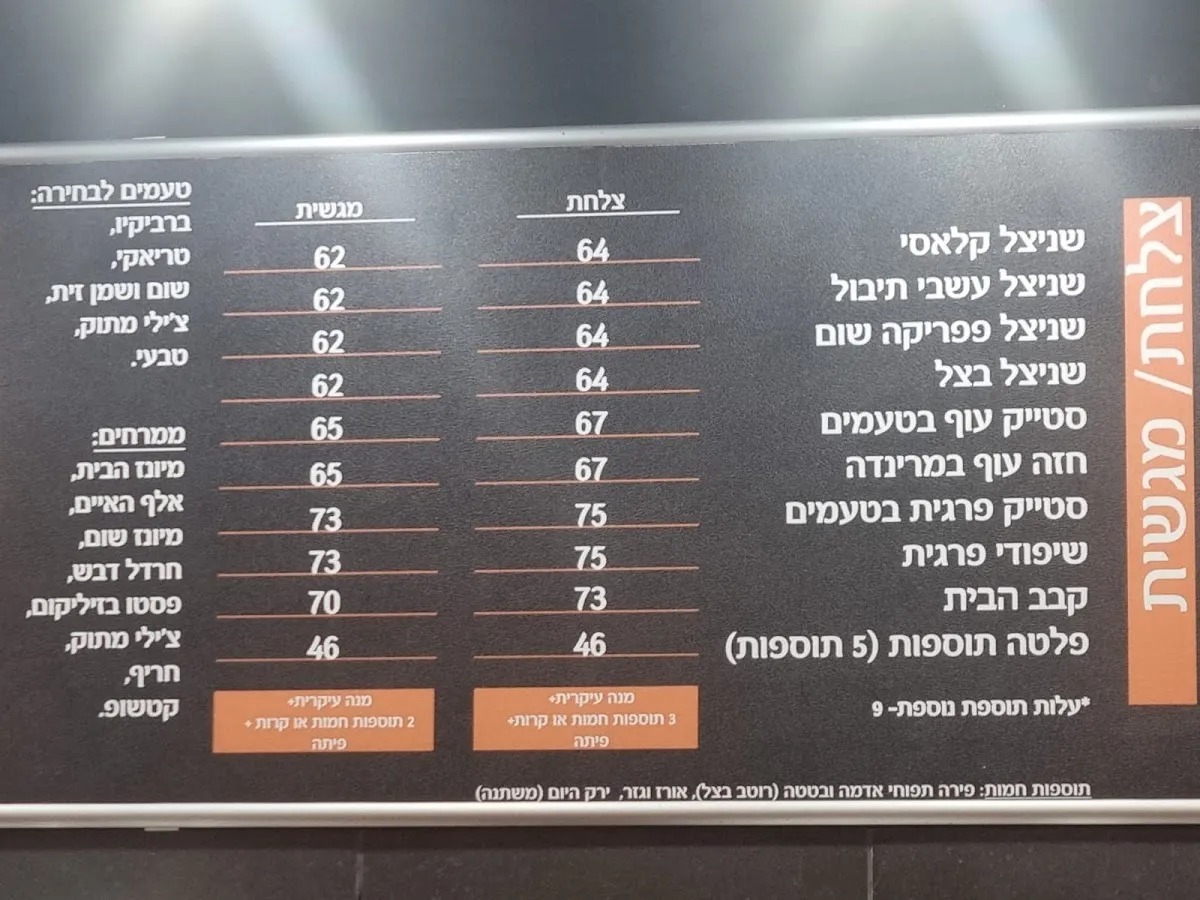 צלחת/ מגשית
צלחת מגשית
שניצל קלאסי 64 62
שניצל עשבי תיבול 64 62
שניצל פפריקה שום 64 62
שניצל בצל 64 62
סטייק עוף בטעמים 67 65
חזה עוף במרינדה 67 65
סטייק פרגית בטעמים 75 73
שיפודי פרגית 75 73
קבב הבית 73 70
פלטה תוספות (5 תוספות) 46 46
*עלות תוספת נוספת- 9
מנה עיקרית+
3 תוספות חמות או קרות+
פיתה
מנה עיקרית+
2 תוספות חמות או קרות +
פיתה
תוספות חמות: פירה תפוחי אדמה ובטטה (רוטב בצל), אורז וגזר, ירק היום (משתנה)
טעמים לבחירה:
ברביקיו,
טריאקי,
שום ושמן זית,
צ'ילי מתוק,
טבעי.
ממרחים:
מיונז הבית,
אלף האיים,
מיונז שום,
חרדל דבש,
פסטו בזיליקום,
צ'ילי מתוק,
חריף,
קטשופ.